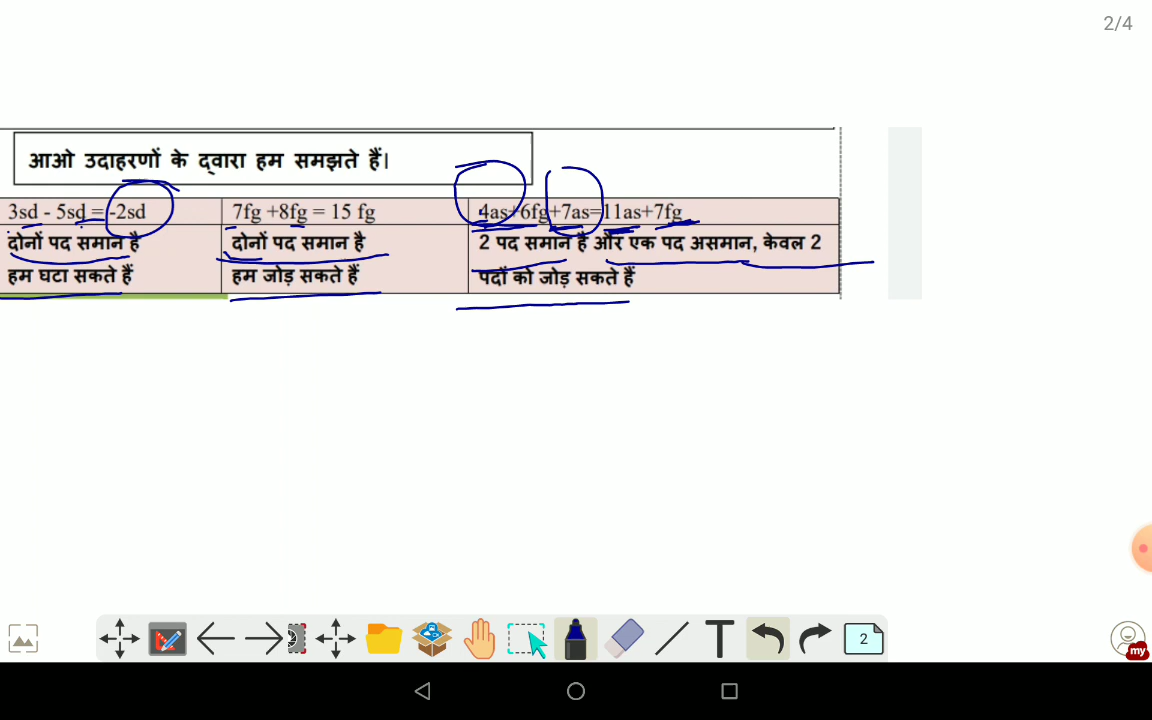 2/4
आओ उदाहरणों के द्वारा हम समझते हैं।
3sd - 5sd = -2sd
दोनों पद समान है
हम घटा सकते हैं
7fg +8fg = 15 fg
दोनों पद समान है
हम जोड़ सकते हैं
4as+6fg+7as=11as+7fg
2 पद समान है और एक पद असमान, केवल 2
पदों को जोड़ सकते हैं
T
2
my